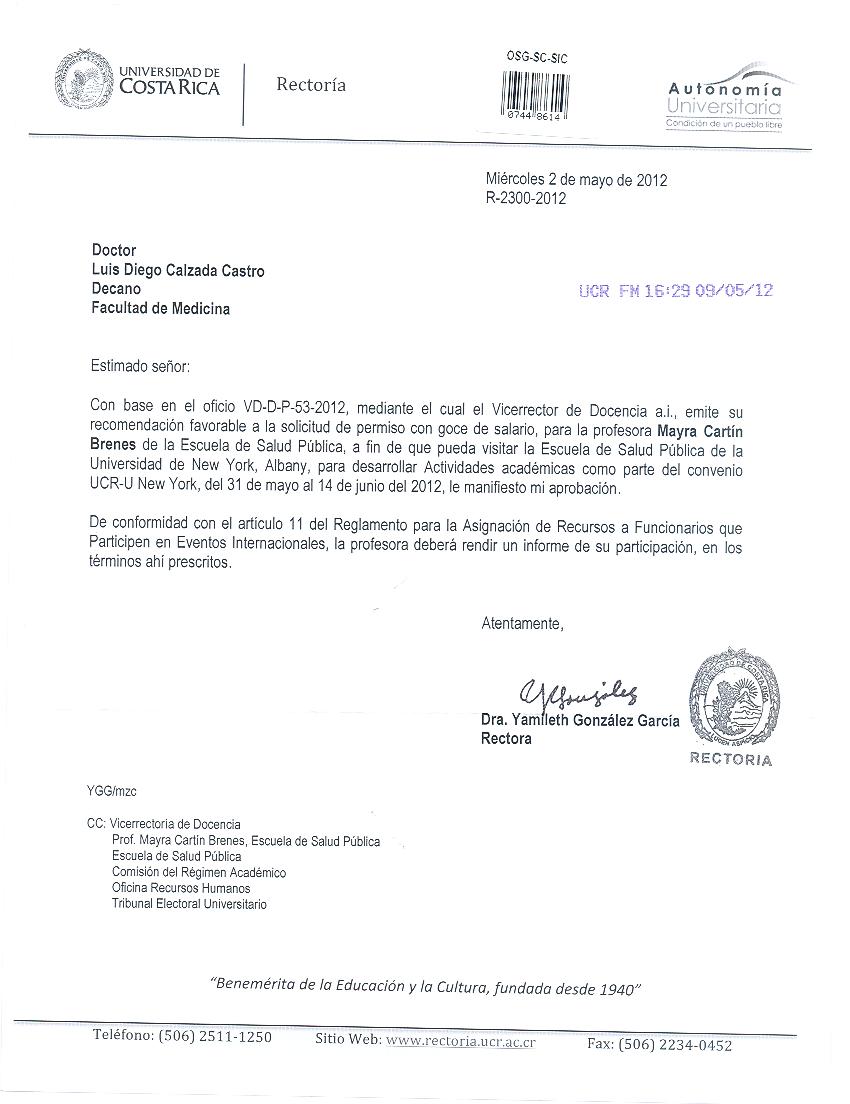 UNIVERSIDAD DE
COSTA RICA
Rectoría
OSG-SC-SIC
07448614
Autonomía
Universitaria
Condición de un pueblo libre
Miércoles 2 de mayo de 2012
R-2300-2012
Doctor
Luis Diego Calzada Castro
Decano
Facultad de Medicina
UCR FM 16:29 09/05/12
Estimado señor:
Con base en el oficio VD-D-P-53-2012, mediante el cual el Vicerrector de Docencia a.i., emite su
recomendación favorable a la solicitud de permiso con goce de salario, para la profesora Mayra Cartín
Brenes de la Escuela de Salud Pública, a fin de que pueda visitar la Escuela de Salud Pública de la
Universidad de New York, Albany, para desarrollar Actividades académicas como parte del convenio
UCR-U New York, del 31 de mayo al 14 de junio del 2012, le manifiesto mi aprobación.
De conformidad con el artículo 11 del Reglamento para la Asignación de Recursos a Funcionarios que
Participen en Eventos Internacionales, la profesora deberá rendir un informe de su participación, en los
términos ahí prescritos.
Atentamente,
YGonzález
Dra. Yamileth González García
Rectora
RECTORIA
YGG/mzc
CC: Vicerrectoria de Docencia
Prof. Mayra Cartín Brenes, Escuela de Salud Pública
Escuela de Salud Pública
Comisión del Régimen Académico
Oficina Recursos Humanos
Tribunal Electoral Universitario
"Benemérita de la Educación y la Cultura, fundada desde 1940"
Teléfono: (506) 2511-1250 Sitio Web: www.rectoria.ucr.ac.cr Fax: (506) 2234-0452